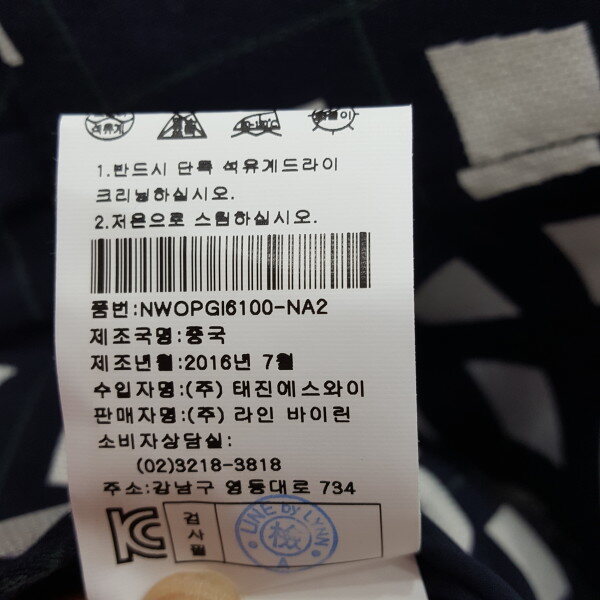 석유계
1.반드시 단독 석유계드라이
크리닝하십시오.
2.저온으로 스팀하십시오.
품번:NWOPGI6100-NA2
제조국명:중국
제조년월:2016년 7월
수입자명:(주) 태진에스와이
판매자명:(주) 라인 바이린
소비자상담실:
(02)3218-3818
주소:강남구 영동대로 734
검사필
LINE by LYNN
檢
A